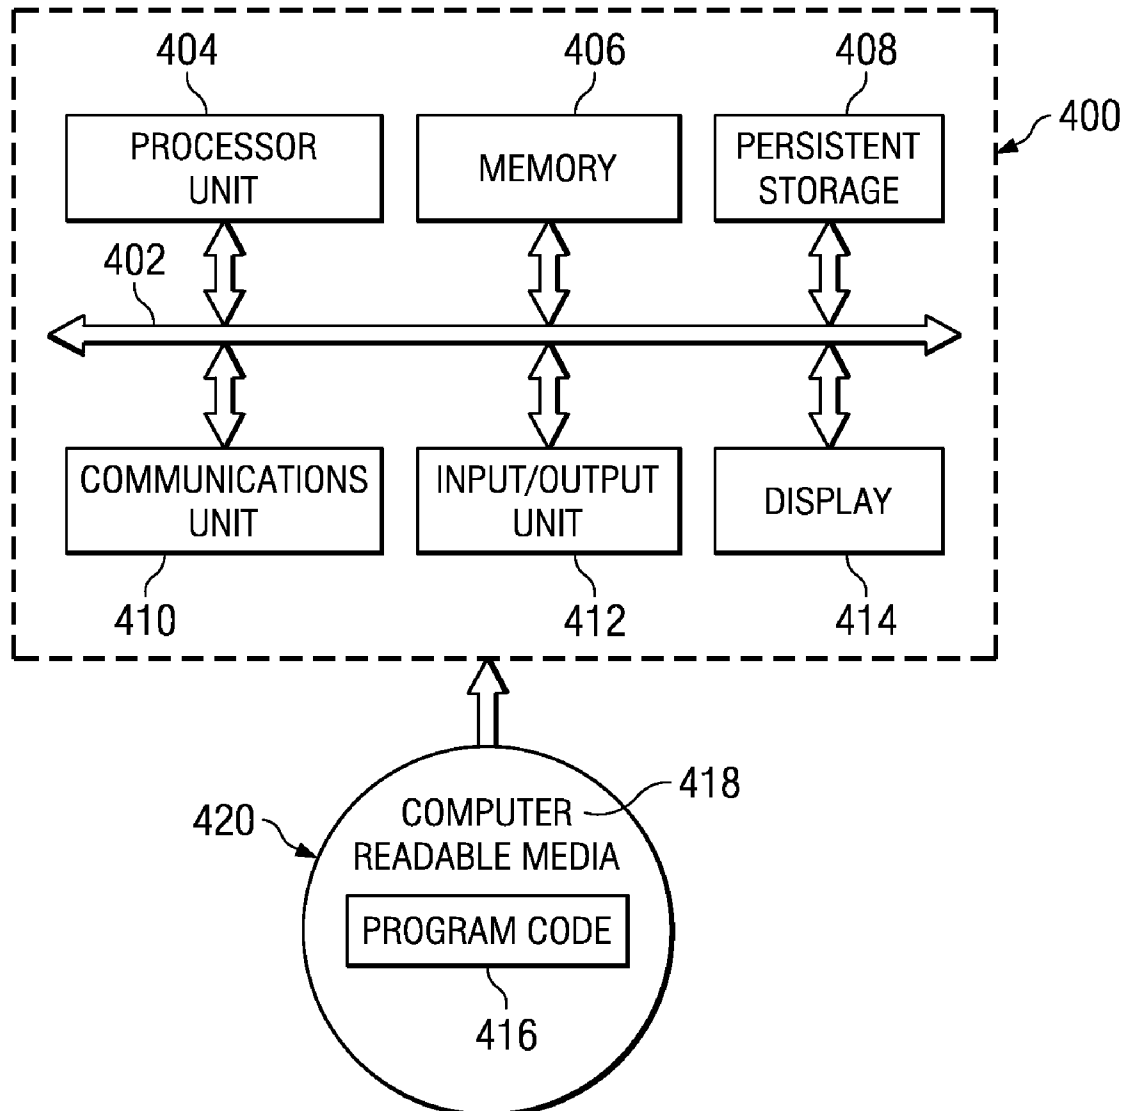 404
406
408
400
PROCESSOR
UNIT
MEMORY
PERSISTENT
STORAGE
402
COMMUNICATIONS
UNIT
INPUT/OUTPUT
UNIT
DISPLAY
410
412
414
418
420
COMPUTER
READABLE MEDIA
PROGRAM CODE
416